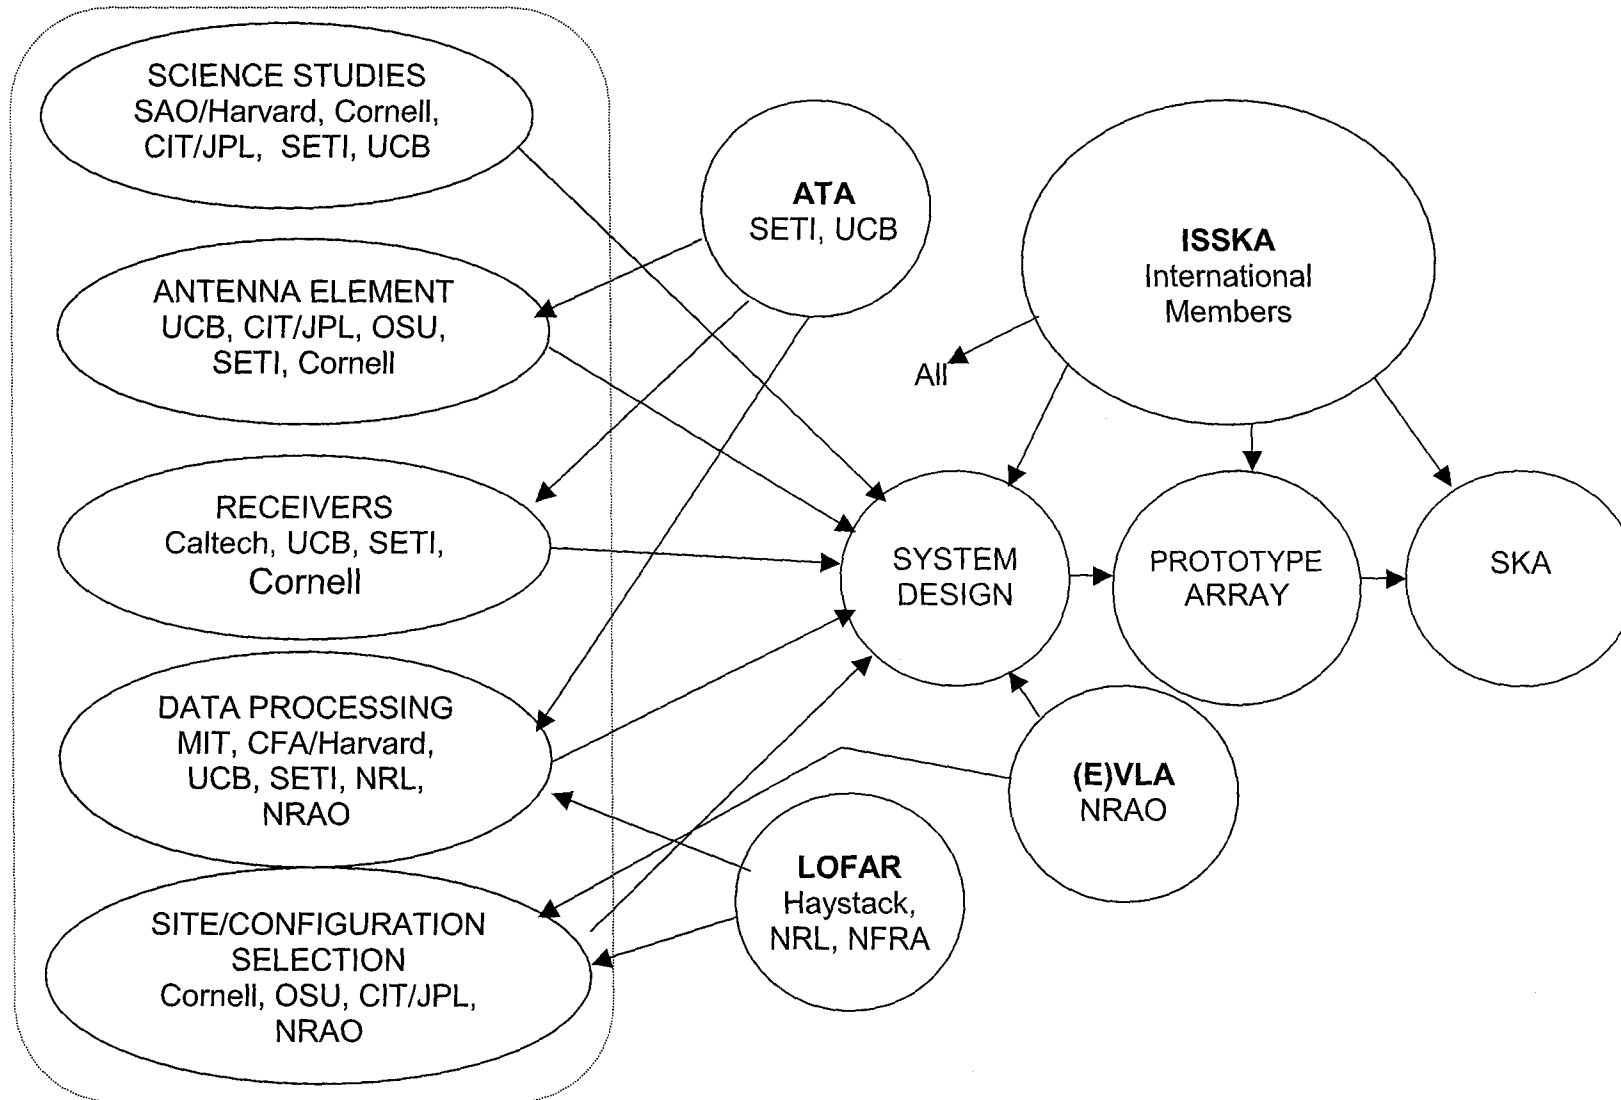 SCIENCE STUDIES
SAO/Harvard, Cornell,
CIT/JPL, SETI, UCB
ANTENNA ELEMENT
UCB, CIT/JPL, OSU,
SETI, Cornell
RECEIVERS
Caltech, UCB, SETI,
Cornell
DATA PROCESSING
MIT, CFA/Harvard,
UCB, SETI, NRL,
NRAO
SITE/CONFIGURATION
SELECTION
Cornell, OSU, CIT/JPL,
NRAO
ATA
SETI, UCB
ISSKA
International
Members
All
SYSTEM
DESIGN
PROTOTYPE
ARRAY
SKA
(E)VLA
NRAO
LOFAR
Haystack,
NRL, NFRA